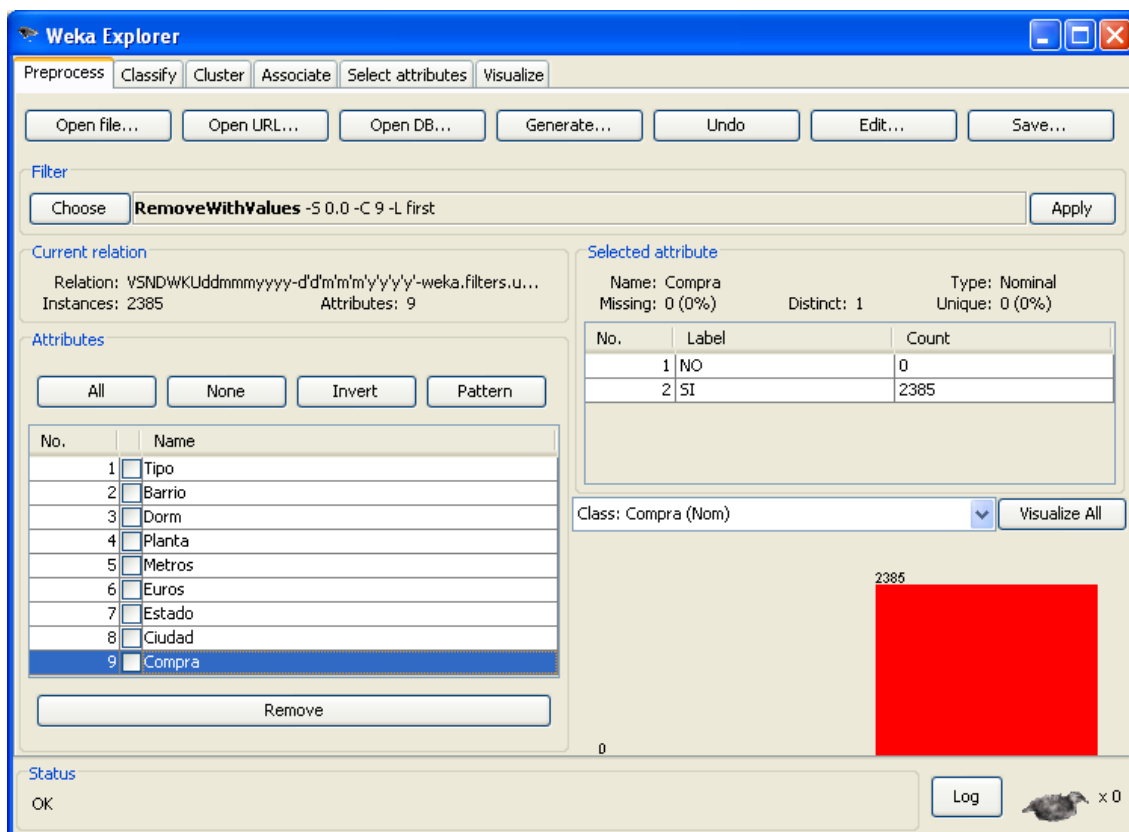 Weka Explorer
Preprocess Classify Cluster Associate Select attributes Visualize
Open file... Open URL... Open DB... Generate... Undo Edit... Save...
Filter
Choose RemoveWithValues -S 0.0 -C 9 -L first Apply
Current relation
Relation: VSNDWKUddmmmyyyy-d'd'm'm'm'y'y'y'y'-weka.filters.u...
Instances: 2385 Attributes: 9
Attributes
All None Invert Pattern
No. Name
1 Tipo
2 Barrio
3 Dorm
4 Planta
5 Metros
6 Euros
7 Estado
8 Ciudad
9 Compra
Remove
Selected attribute
Name: Compra Type: Nominal
Missing: 0 (0%) Distinct: 1 Unique: 0 (0%)
No. Label Count
1 NO 0
2 SI 2385
Class: Compra (Nom) Visualize All
2385
0
Status
OK
Log x 0